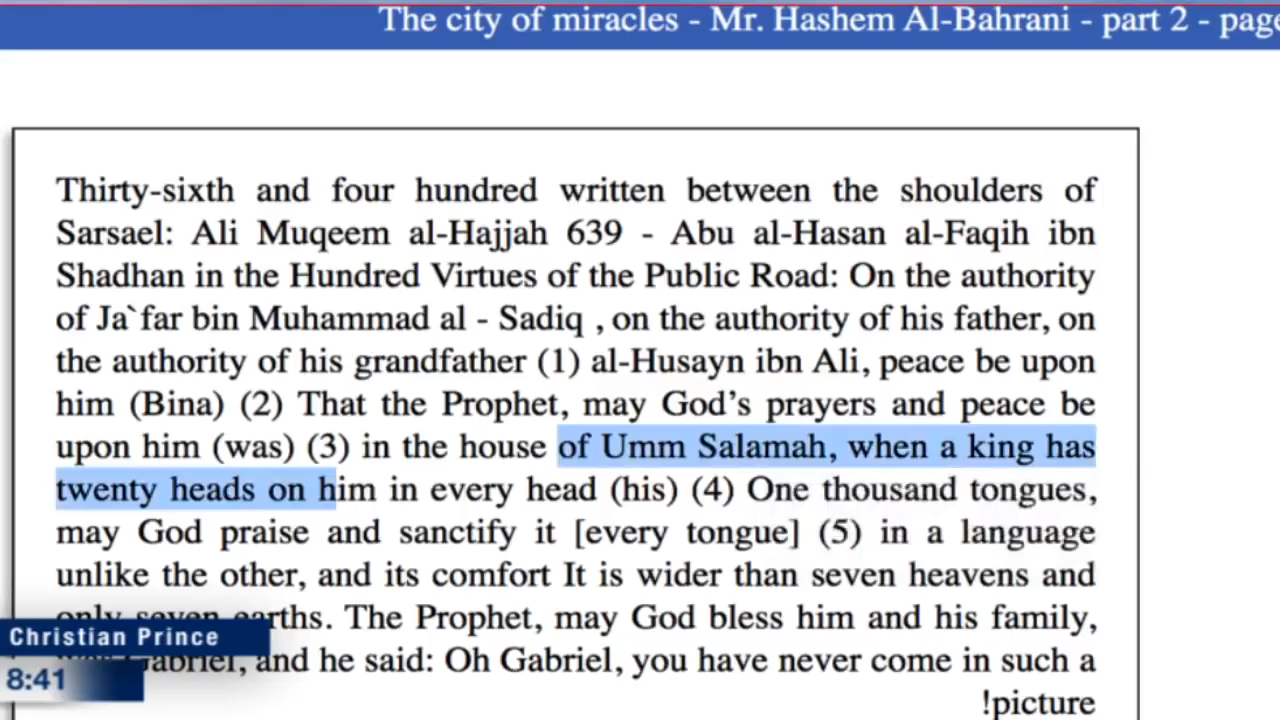 The city of miracles - Mr. Hashem Al-Bahrani - part 2 - page
Thirty-sixth and four hundred written between the shoulders of
Sarsael: Ali Muqeem al-Hajjah 639 - Abu al-Hasan al-Faqih ibn
Shadhan in the Hundred Virtues of the Public Road: On the authority
of Ja`far bin Muhammad al - Sadiq , on the authority of his father, on
the authority of his grandfather (1) al-Husayn ibn Ali, peace be upon
him (Bina) (2) That the Prophet, may God’s prayers and peace be
upon him (was) (3) in the house of Umm Salamah, when a king has
twenty heads on him in every head (his) (4) One thousand tongues,
may God praise and sanctify it [every tongue] (5) in a language
unlike the other, and its comfort It is wider than seven heavens and
only seven earths. The Prophet, may God bless him and his family,
Gabriel, and he said: Oh Gabriel, you have never come in such a
!picture
Christian Prince
8:41